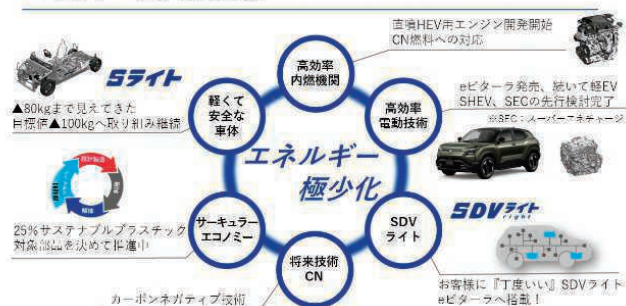 直噴HEV用エンジン開発開始
CN燃料への対応
高効率
内燃機関
Sライト
▲80kgまで見えてきた
目標値▲100kgへ取り組み継続
軽くて
安全な
車体
高効率
電動技術
eビターラ発売、続いて軽EV
SHEV、SECの先行検討完了
※SEC：スーパーエネチャージ
エネルギー
極少化
25%サステナブルプラスチック
対象部品を決めて推進中
サーキュラー
エコノミー
SDV
ライト
SDVライト
right
将来技術
CN
お客様に『丁度いい』SDVライト
eビターラへ搭載！
カーボンネガティブ技術